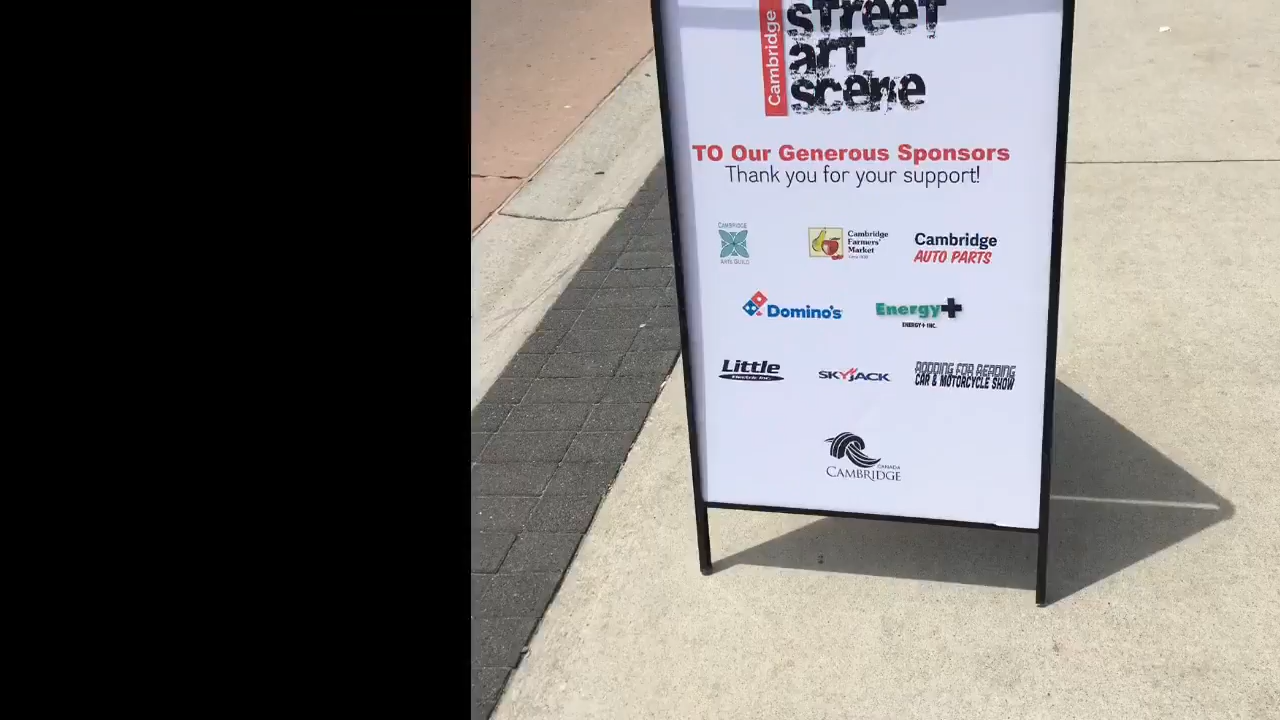 Cambridge
street
art
scene
TO Our Generous Sponsors
Thank you for your support!
CAMBRIDGE
ARTS GUILD
Cambridge
Farmers'
Market
Cambridge
AUTO PARTS
Domino's
Energy+
ENERGY+ INC.
Little
Electric Inc.
SKYJACK
RODDING FOR READING
CAR & MOTORCYCLE SHOW
CANADA
CAMBRIDGE